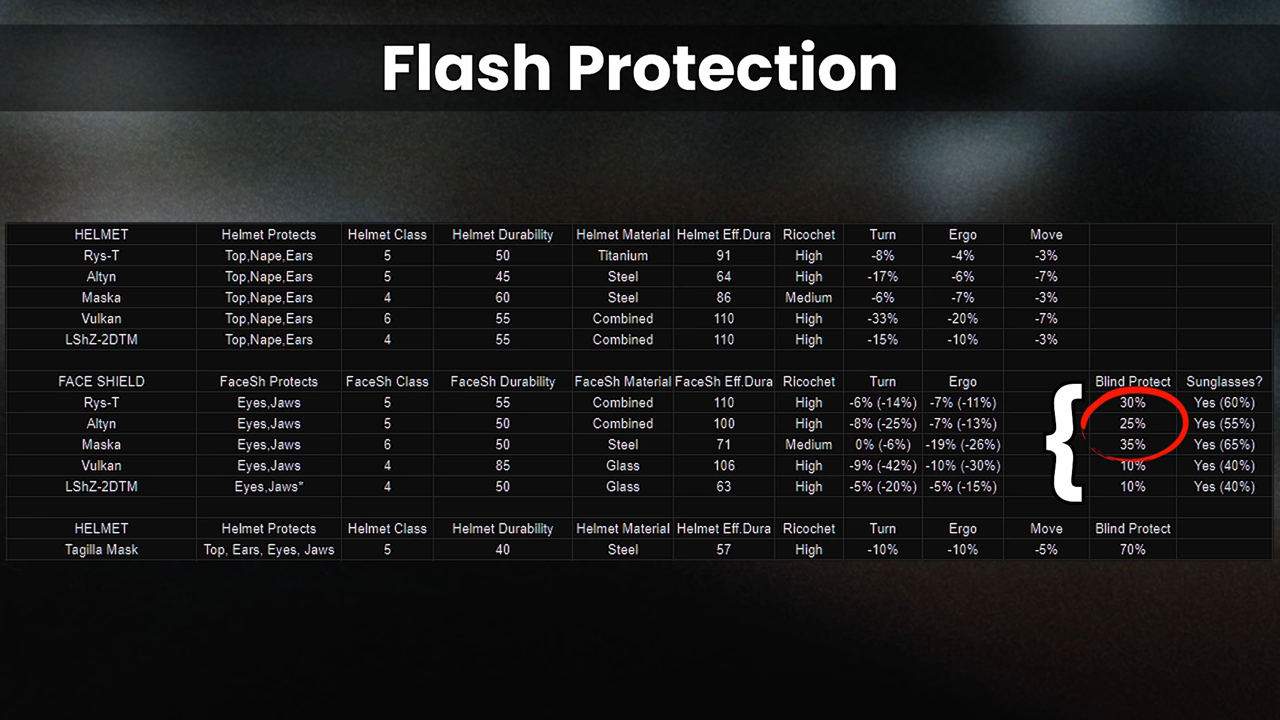 Flash Protection
HELMET Helmet Protects Helmet Class Helmet Durability Helmet Material Helmet Eff.Dura Ricochet Turn Ergo Move
Rys-T Top,Nape,Ears 5 50 Titanium 91 High -8% -4% -3%
Altyn Top,Nape,Ears 5 45 Steel 64 High -17% -6% -7%
Maska Top,Nape,Ears 4 60 Steel 86 Medium -6% -7% -3%
Vulkan Top,Nape,Ears 6 55 Combined 110 High -33% -20% -7%
LShZ-2DTM Top,Nape,Ears 4 55 Combined 110 High -15% -10% -3%
FACE SHIELD FaceSh Protects FaceSh Class FaceSh Durability FaceSh Material FaceSh Eff.Dura Ricochet Turn Ergo Blind Protect Sunglasses?
Rys-T Eyes,Jaws 5 55 Combined 110 High -6% (-14%) -7% (-11%) 30% Yes (60%)
Altyn Eyes,Jaws 5 50 Combined 100 High -8% (-25%) -7% (-13%) 25% Yes (55%)
Maska Eyes,Jaws 6 50 Steel 71 Medium 0% (-6%) -19% (-26%) 35% Yes (65%)
Vulkan Eyes,Jaws 4 85 Glass 106 High -9% (-42%) -10% (-30%) 10% Yes (40%)
LShZ-2DTM Eyes,Jaws* 4 50 Glass 63 High -5% (-20%) -5% (-15%) 10% Yes (40%)
HELMET Helmet Protects Helmet Class Helmet Durability Helmet Material Helmet Eff.Dura Ricochet Turn Ergo Move Blind Protect
Tagilla Mask Top, Ears, Eyes, Jaws 5 40 Steel 57 High -10% -10% -5% 70%